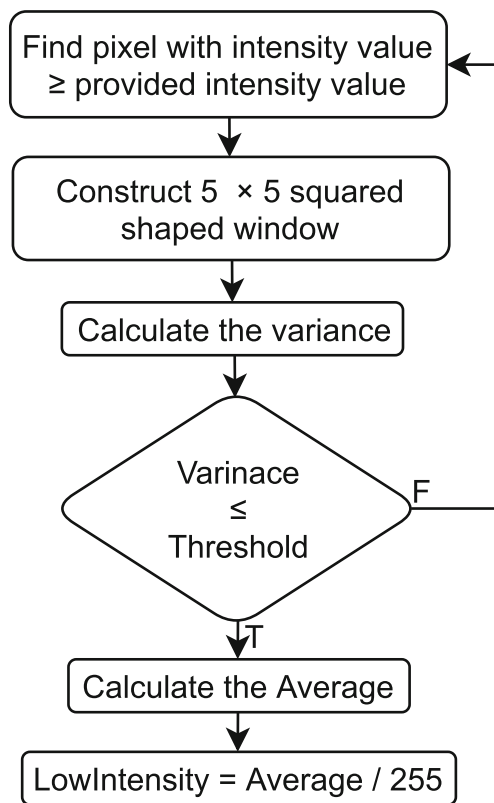 Find pixel with intensity value
≥ provided intensity value
Construct 5 × 5 squared
shaped window
Calculate the variance
Varinace
≤
Threshold
F
T
Calculate the Average
LowIntensity = Average / 255